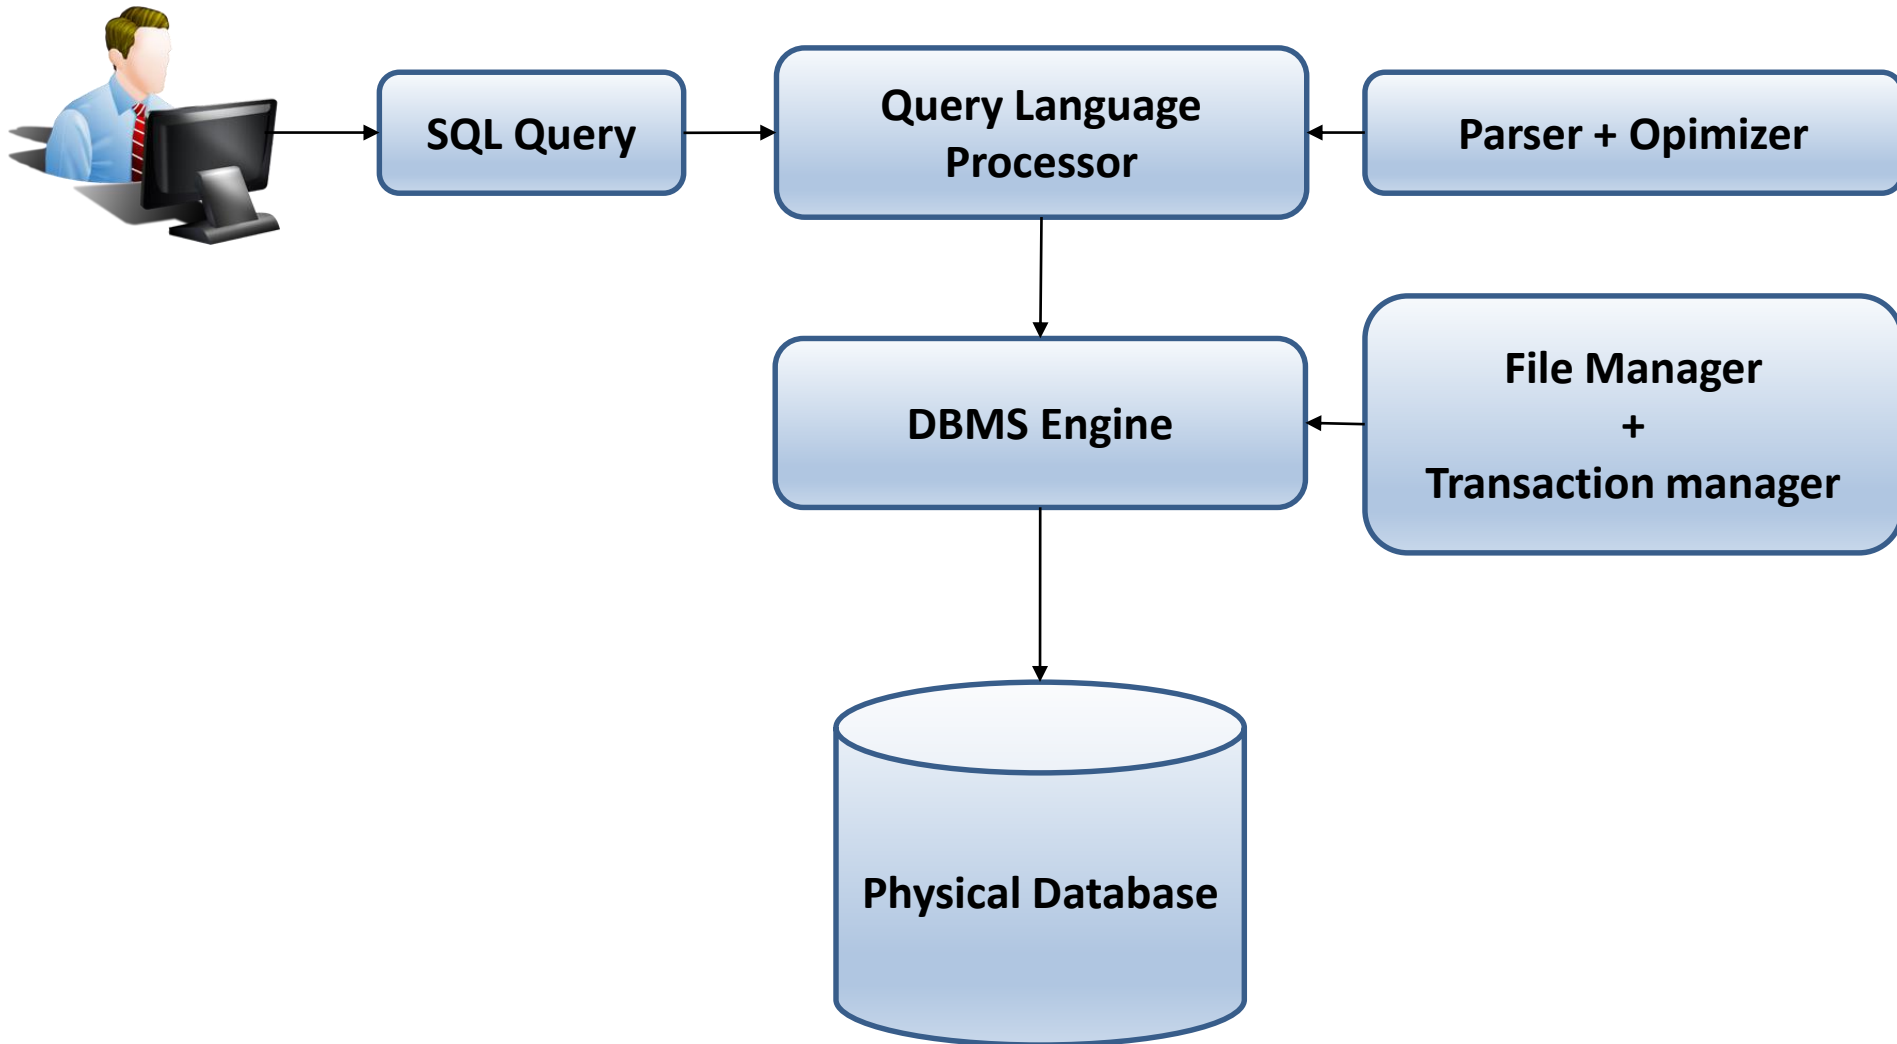 SQL Query
Query Language
Processor
Parser + Opimizer
DBMS Engine
File Manager
+
Transaction manager
Physical Database